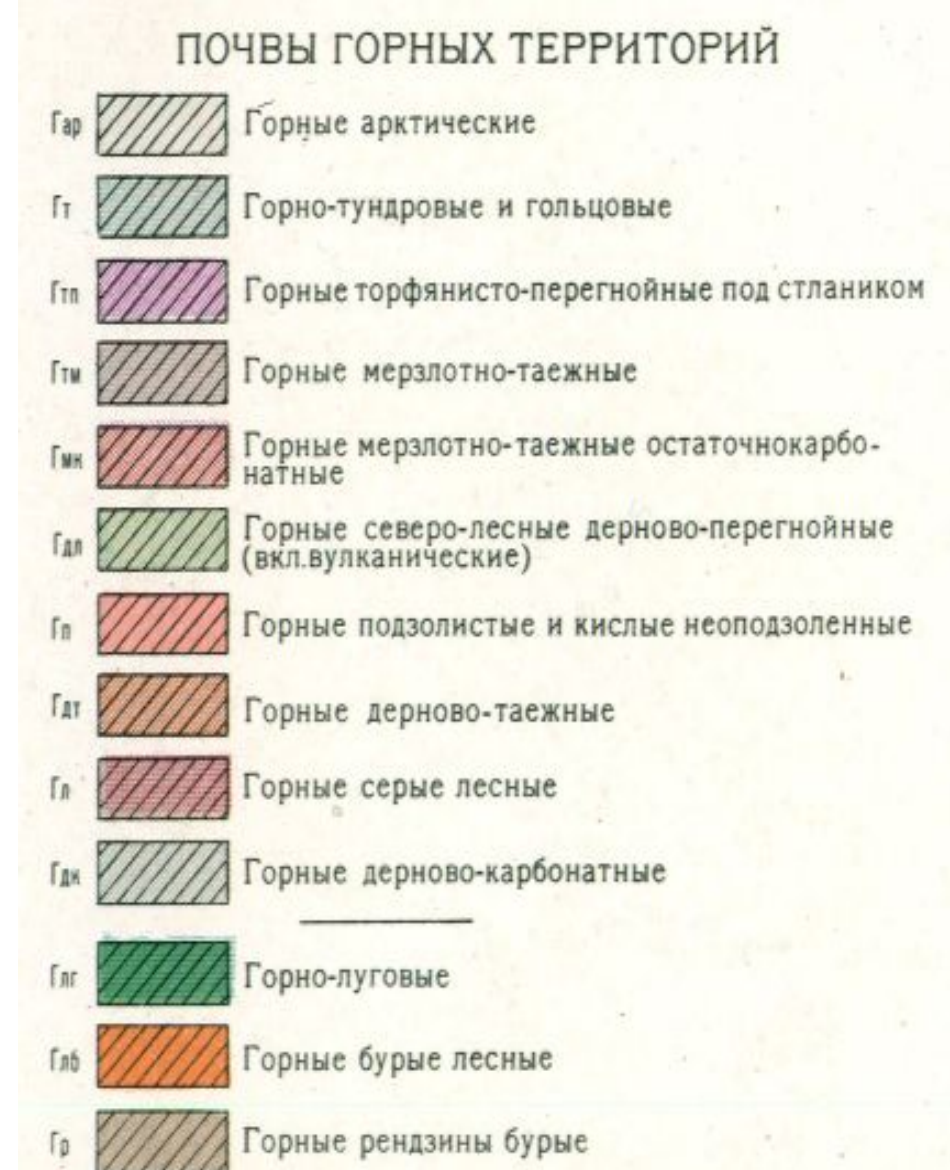 ПОЧВЫ ГОРНЫХ ТЕРРИТОРИЙ
Гар Горные арктические
Гт Горно-тундровые и гольцовые
Гтп Горные торфянисто-перегнойные под стлаником
Гтм Горные мерзлотно-таежные
Гмк Горные мерзлотно-таежные остаточнокарбо-
натные
Гдл Горные северо-лесные дерново-перегнойные
(вкл.вулканические)
Гп Горные подзолистые и кислые неоподзоленные
Гдт Горные дерново-таежные
Гл Горные серые лесные
Гдк Горные дерново-карбонатные
Глг Горно-луговые
Глб Горные бурые лесные
Гр Горные рендзины бурые